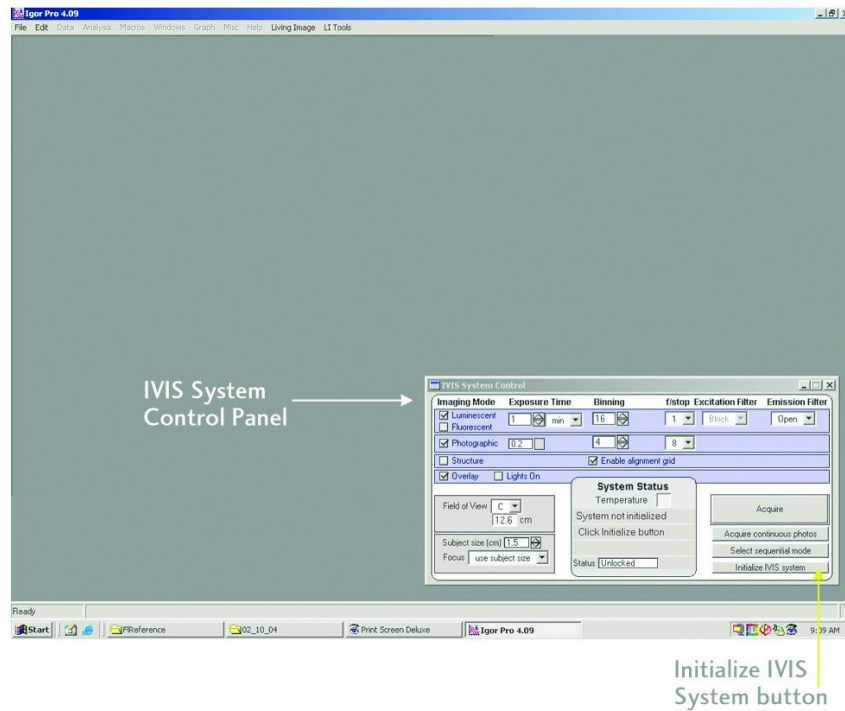 Igor Pro 4.09
File Edit Data Analysis Macros Windows Graph Misc Help Living Image LI Tools
IVIS System
Control Panel
IVIS System Control
Imaging Mode Exposure Time Binning f/stop Excitation Filter Emission Filter
Luminescent 1 min 16 1 Block Open
Fluorescent
Photographic 0.2 4 8
Structure Enable alignment grid
Overlay Lights On
System Status
Temperature
System not initialized
Click Initialize button
Status Unlocked
Field of View C
12.6 cm
Subject size (cm) 1.5
Focus use subject size
Acquire
Acquire continuous photos
Select sequential mode
Initialize IVIS system
Ready
Start FlReference 02_10_04 Print Screen Deluxe Igor Pro 4.09
Initialize IVIS
System button